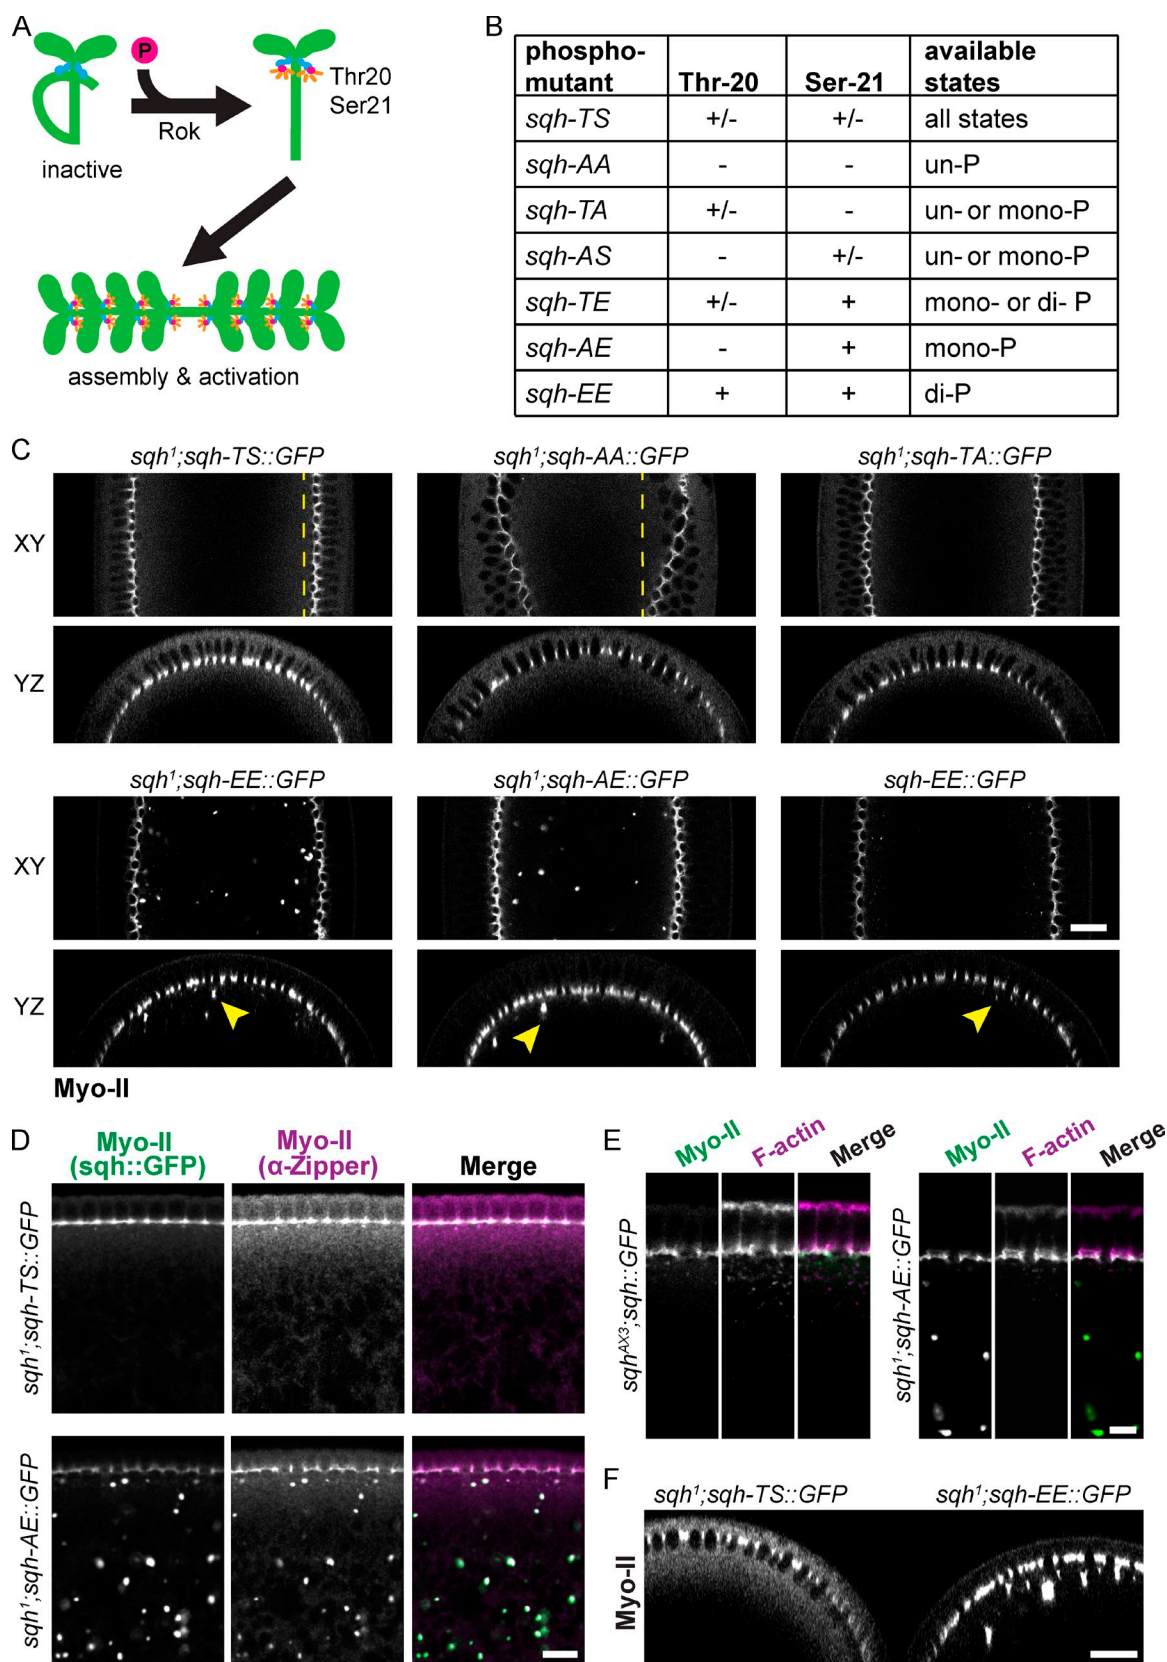 A
P
Rok
Thr20
Ser21
inactive
assembly & activation
B
phospho-
mutant Thr-20 Ser-21 available
states
sqh-TS +/- +/- all states
sqh-AA - - un-P
sqh-TA +/- - un- or mono-P
sqh-AS - +/- un- or mono-P
sqh-TE +/- + mono- or di- P
sqh-AE - + mono-P
sqh-EE + + di-P
C
sqh¹;sqh-TS::GFP sqh¹;sqh-AA::GFP sqh¹;sqh-TA::GFP
XY
YZ
sqh¹;sqh-EE::GFP sqh¹;sqh-AE::GFP sqh-EE::GFP
XY
YZ
Myo-II
D
Myo-II
(sqh::GFP)
Myo-II
(α-Zipper)
Merge
sqh¹;sqh-TS::GFP
sqh¹;sqh-AE::GFP
E
Myo-II F-actin Merge
sqhᴬˣ³;sqh::GFP
Myo-II F-actin Merge
sqh¹;sqh-AE::GFP
F
sqh¹;sqh-TS::GFP sqh¹;sqh-EE::GFP
Myo-II